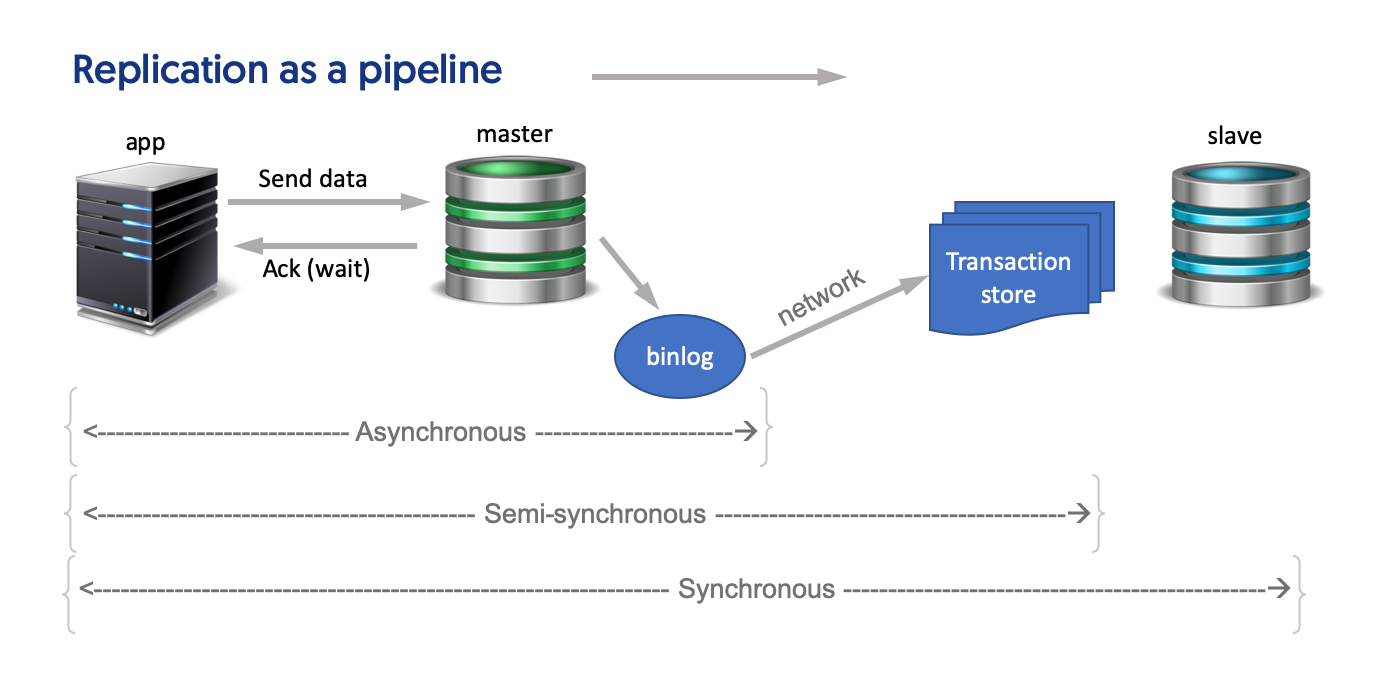 Replication as a pipeline
app
master
slave
Send data
Ack (wait)
network
Transaction
store
binlog
<--------------------------- Asynchronous ----------------------→
<----------------------------------------- Semi-synchronous --------------------------------------→
<--------------------------------------------------------------- Synchronous ----------------------------------------------→